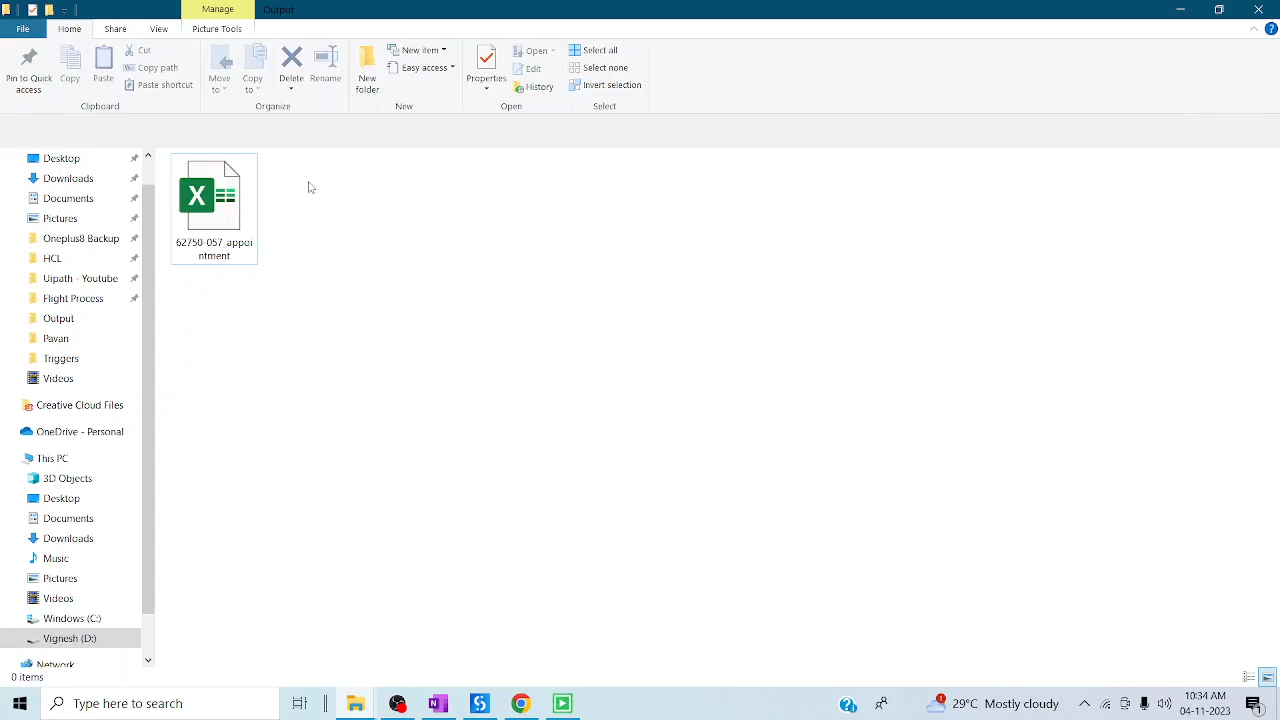 Manage Output
File Home Share View Picture Tools
Pin to Quick access Copy Paste Cut Copy path Paste shortcut
Clipboard
Move to Copy to Delete Rename
Organize
New folder New item Easy access
New
Properties Open Edit History
Open
Select all Select none Invert selection
Select
Desktop
Downloads
Documents
Pictures
Oneplus8 Backup
HCL
Uipath - Youtube
Flight Process
Output
Pavan
Triggers
Videos
Creative Cloud Files
OneDrive - Personal
This PC
3D Objects
Desktop
Documents
Downloads
Music
Pictures
Videos
Windows (C:)
Vignesh (D:)
Network
X
62750-057_appoi
ntment
0 items
Type here to search
29°C Mostly cloudy
10:34 AM
04-11-2023